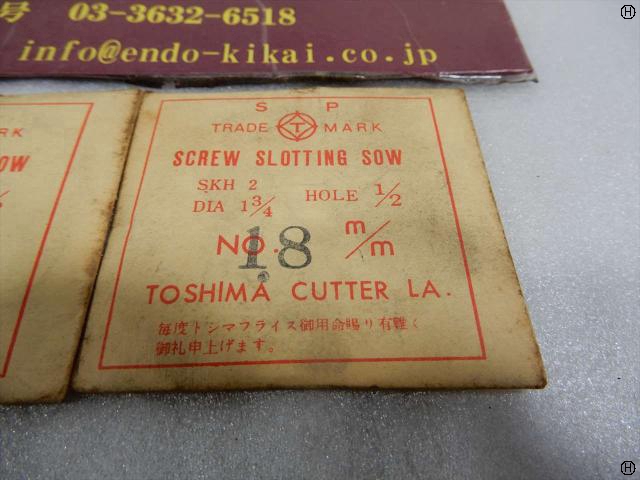 号 03-3632-6518
info@endo-kikai.co.jp
S P
TRADE T MARK
SCREW SLOTTING SOW
SKH 2
DIA 1 3/4
HOLE 1/2
NO. 1.8 m/m
TOSHIMA CUTTER LA.
毎度トシマフライス御用命賜り有難く
御礼申上げます。
RK
OW
H
H